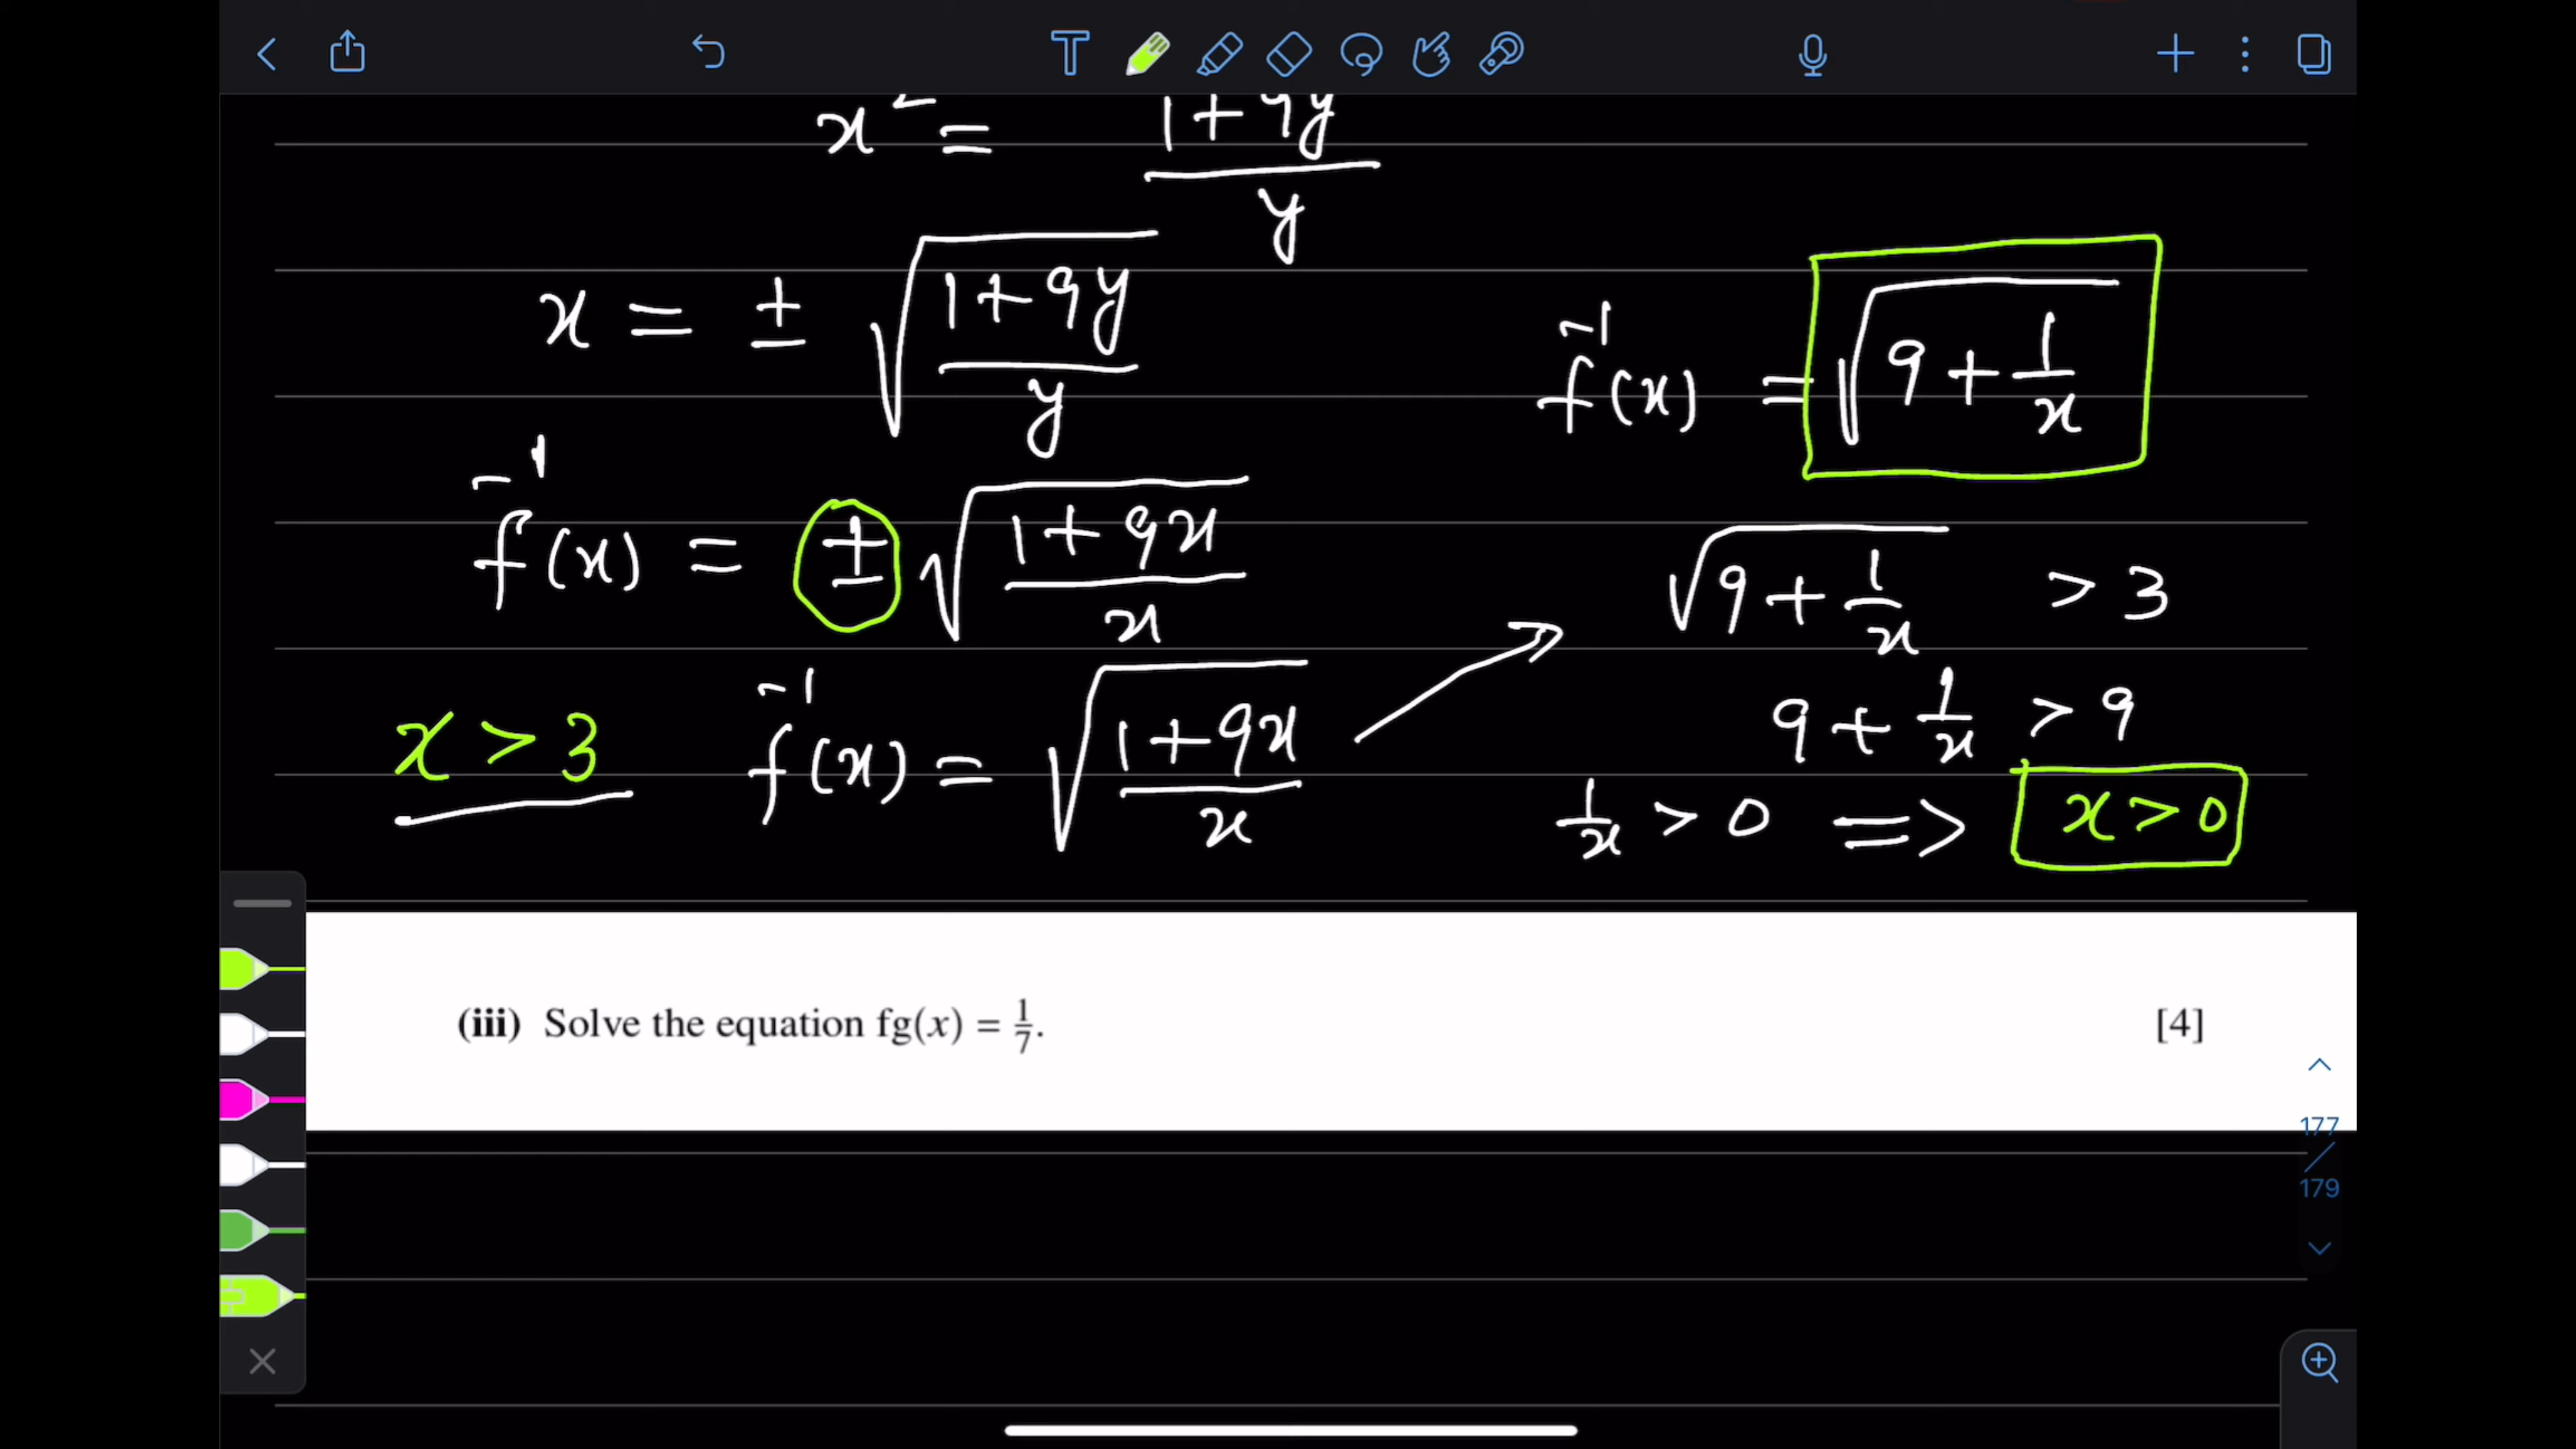 x² = 1+9y/y
x = ± √(1+9y/y)
f⁻¹(x) = ± √(1+9x/x)
x > 3 f⁻¹(x) = √(1+9x/x)
f⁻¹(x) = √(9+1/x)
√(9+1/x) > 3
9 + 1/x > 9
1/x > 0 => x > 0
(iii) Solve the equation fg(x) = 1/7. [4]
177
/
179